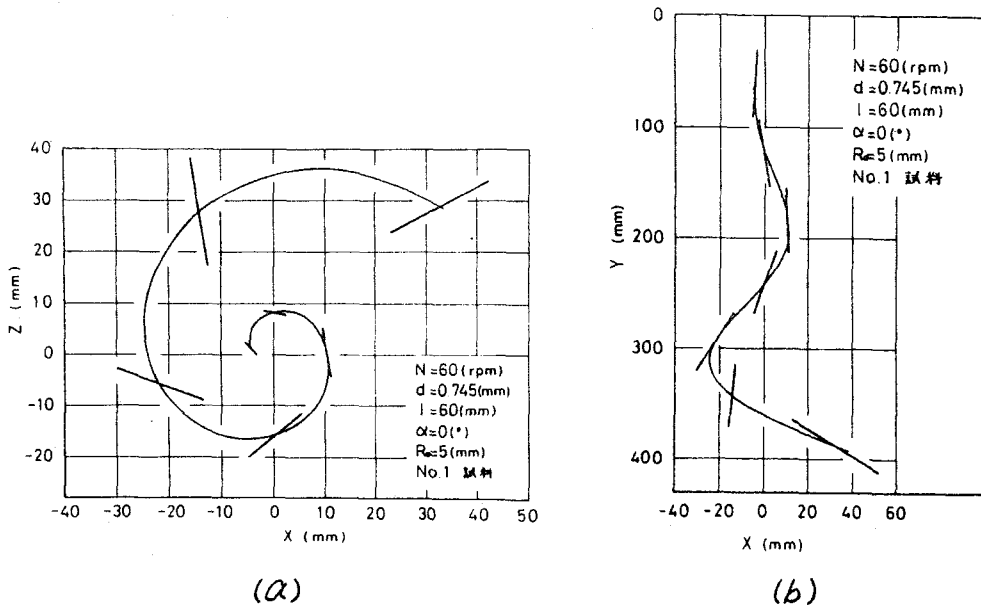 40
30
20
10
0
-10
-20
Z (mm)
-40 -30 -20 -10 0 10 20 30 40 50
X (mm)
N=60(rpm)
d=0.745(mm)
l=60(mm)
α=0(°)
R₀=5(mm)
No.1 試料
(a)
0
100
200
300
400
Y (mm)
-40 -20 0 20 40 60
X (mm)
N=60(rpm)
d=0.745(mm)
l=60(mm)
α=0(°)
R₀=5(mm)
No.1 試料
(b)